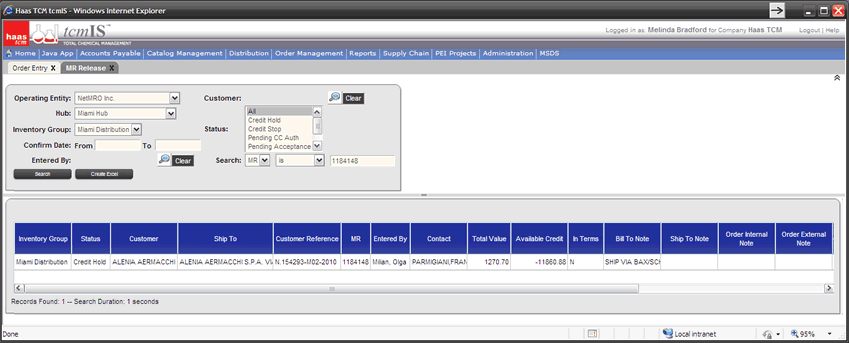 Haas TCM tcmIS - Windows Internet Explorer
haas tcm
tcmIS™
TOTAL CHEMICAL MANAGEMENT
Logged in as: Melinda Bradford for Company Haas TCM Logout | Help
Home | Java App | Accounts Payable | Catalog Management | Distribution | Order Management | Reports | Supply Chain | PEI Projects | Administration | MSDS
Order Entry X MR Release X
Operating Entity: NetMRO Inc. Customer: Clear
Hub: Miami Hub
Inventory Group: Miami Distribution
Status: All
Credit Hold
Credit Stop
Pending CC Auth
Pending Acceptance
Confirm Date: From To
Entered By: Clear
Search: MR is 1184148
Search Create Excel
Inventory Group Status Customer Ship To Customer Reference MR Entered By Contact Total Value Available Credit In Terms Bill To Note Ship To Note Order Internal Note Order External Note
Miami Distribution Credit Hold ALENIA AERMACCHI ALENIA AERMACCHI S.P.A. VI N.154293-M02-2010 1184148 Milian, Olga PARMIGIANI,FRAN 1270.70 -11860.88 N SHIP VIA BAX/SCH
Records Found: 1 -- Search Duration: 1 seconds
Done Local intranet 95%